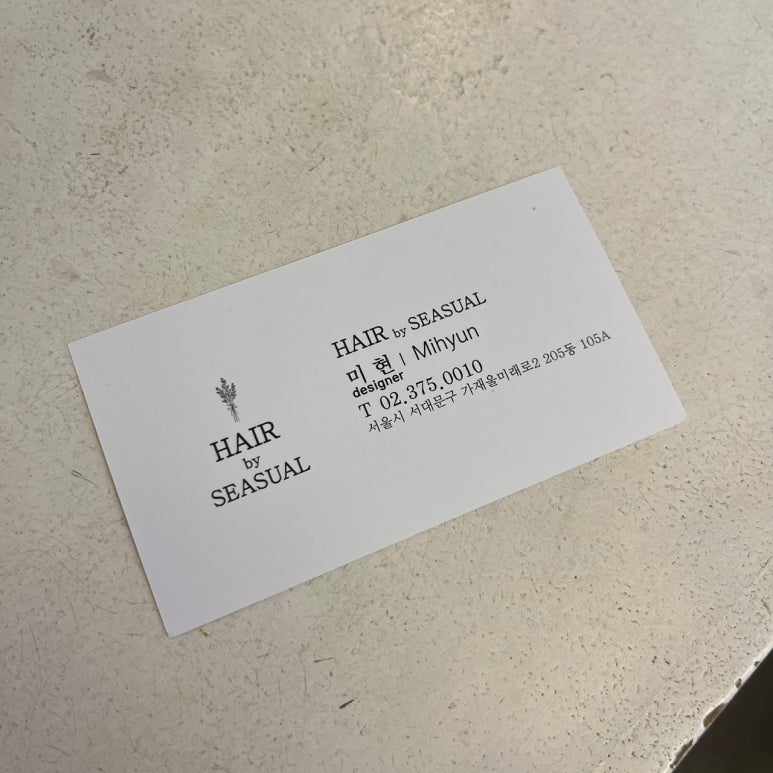 HAIR
by
SEASUAL
HAIR by SEASUAL
미 현 | Mihyun
designer
T 02.375.0010
서울시 서대문구 가재울미래로2 205동 105A